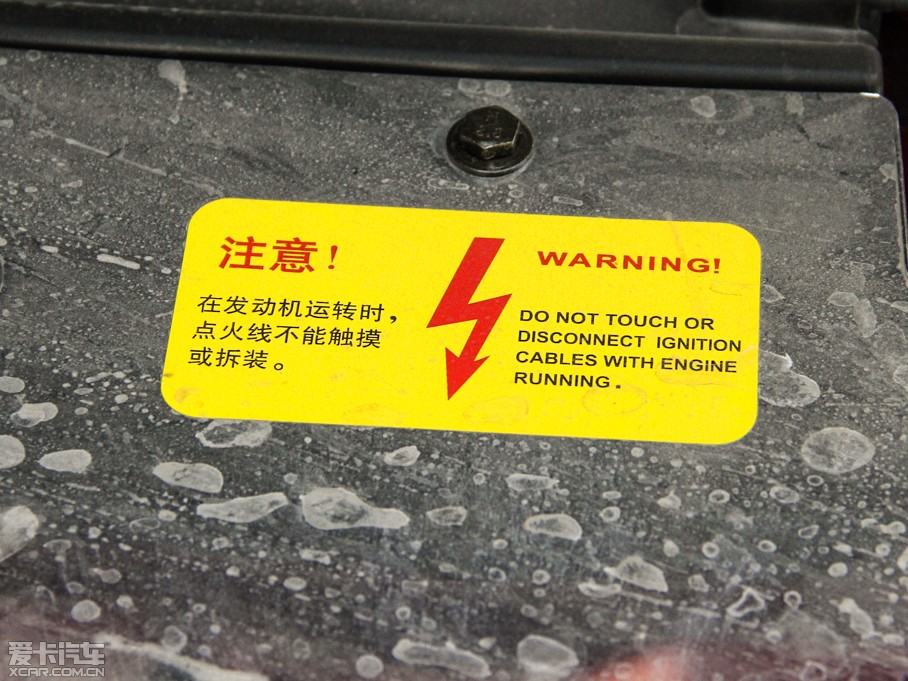 注意！
在发动机运转时，
点火线不能触摸
或拆装。
WARNING!
DO NOT TOUCH OR
DISCONNECT IGNITION
CABLES WITH ENGINE
RUNNING.
爱卡汽车
XCAR.COM.CN